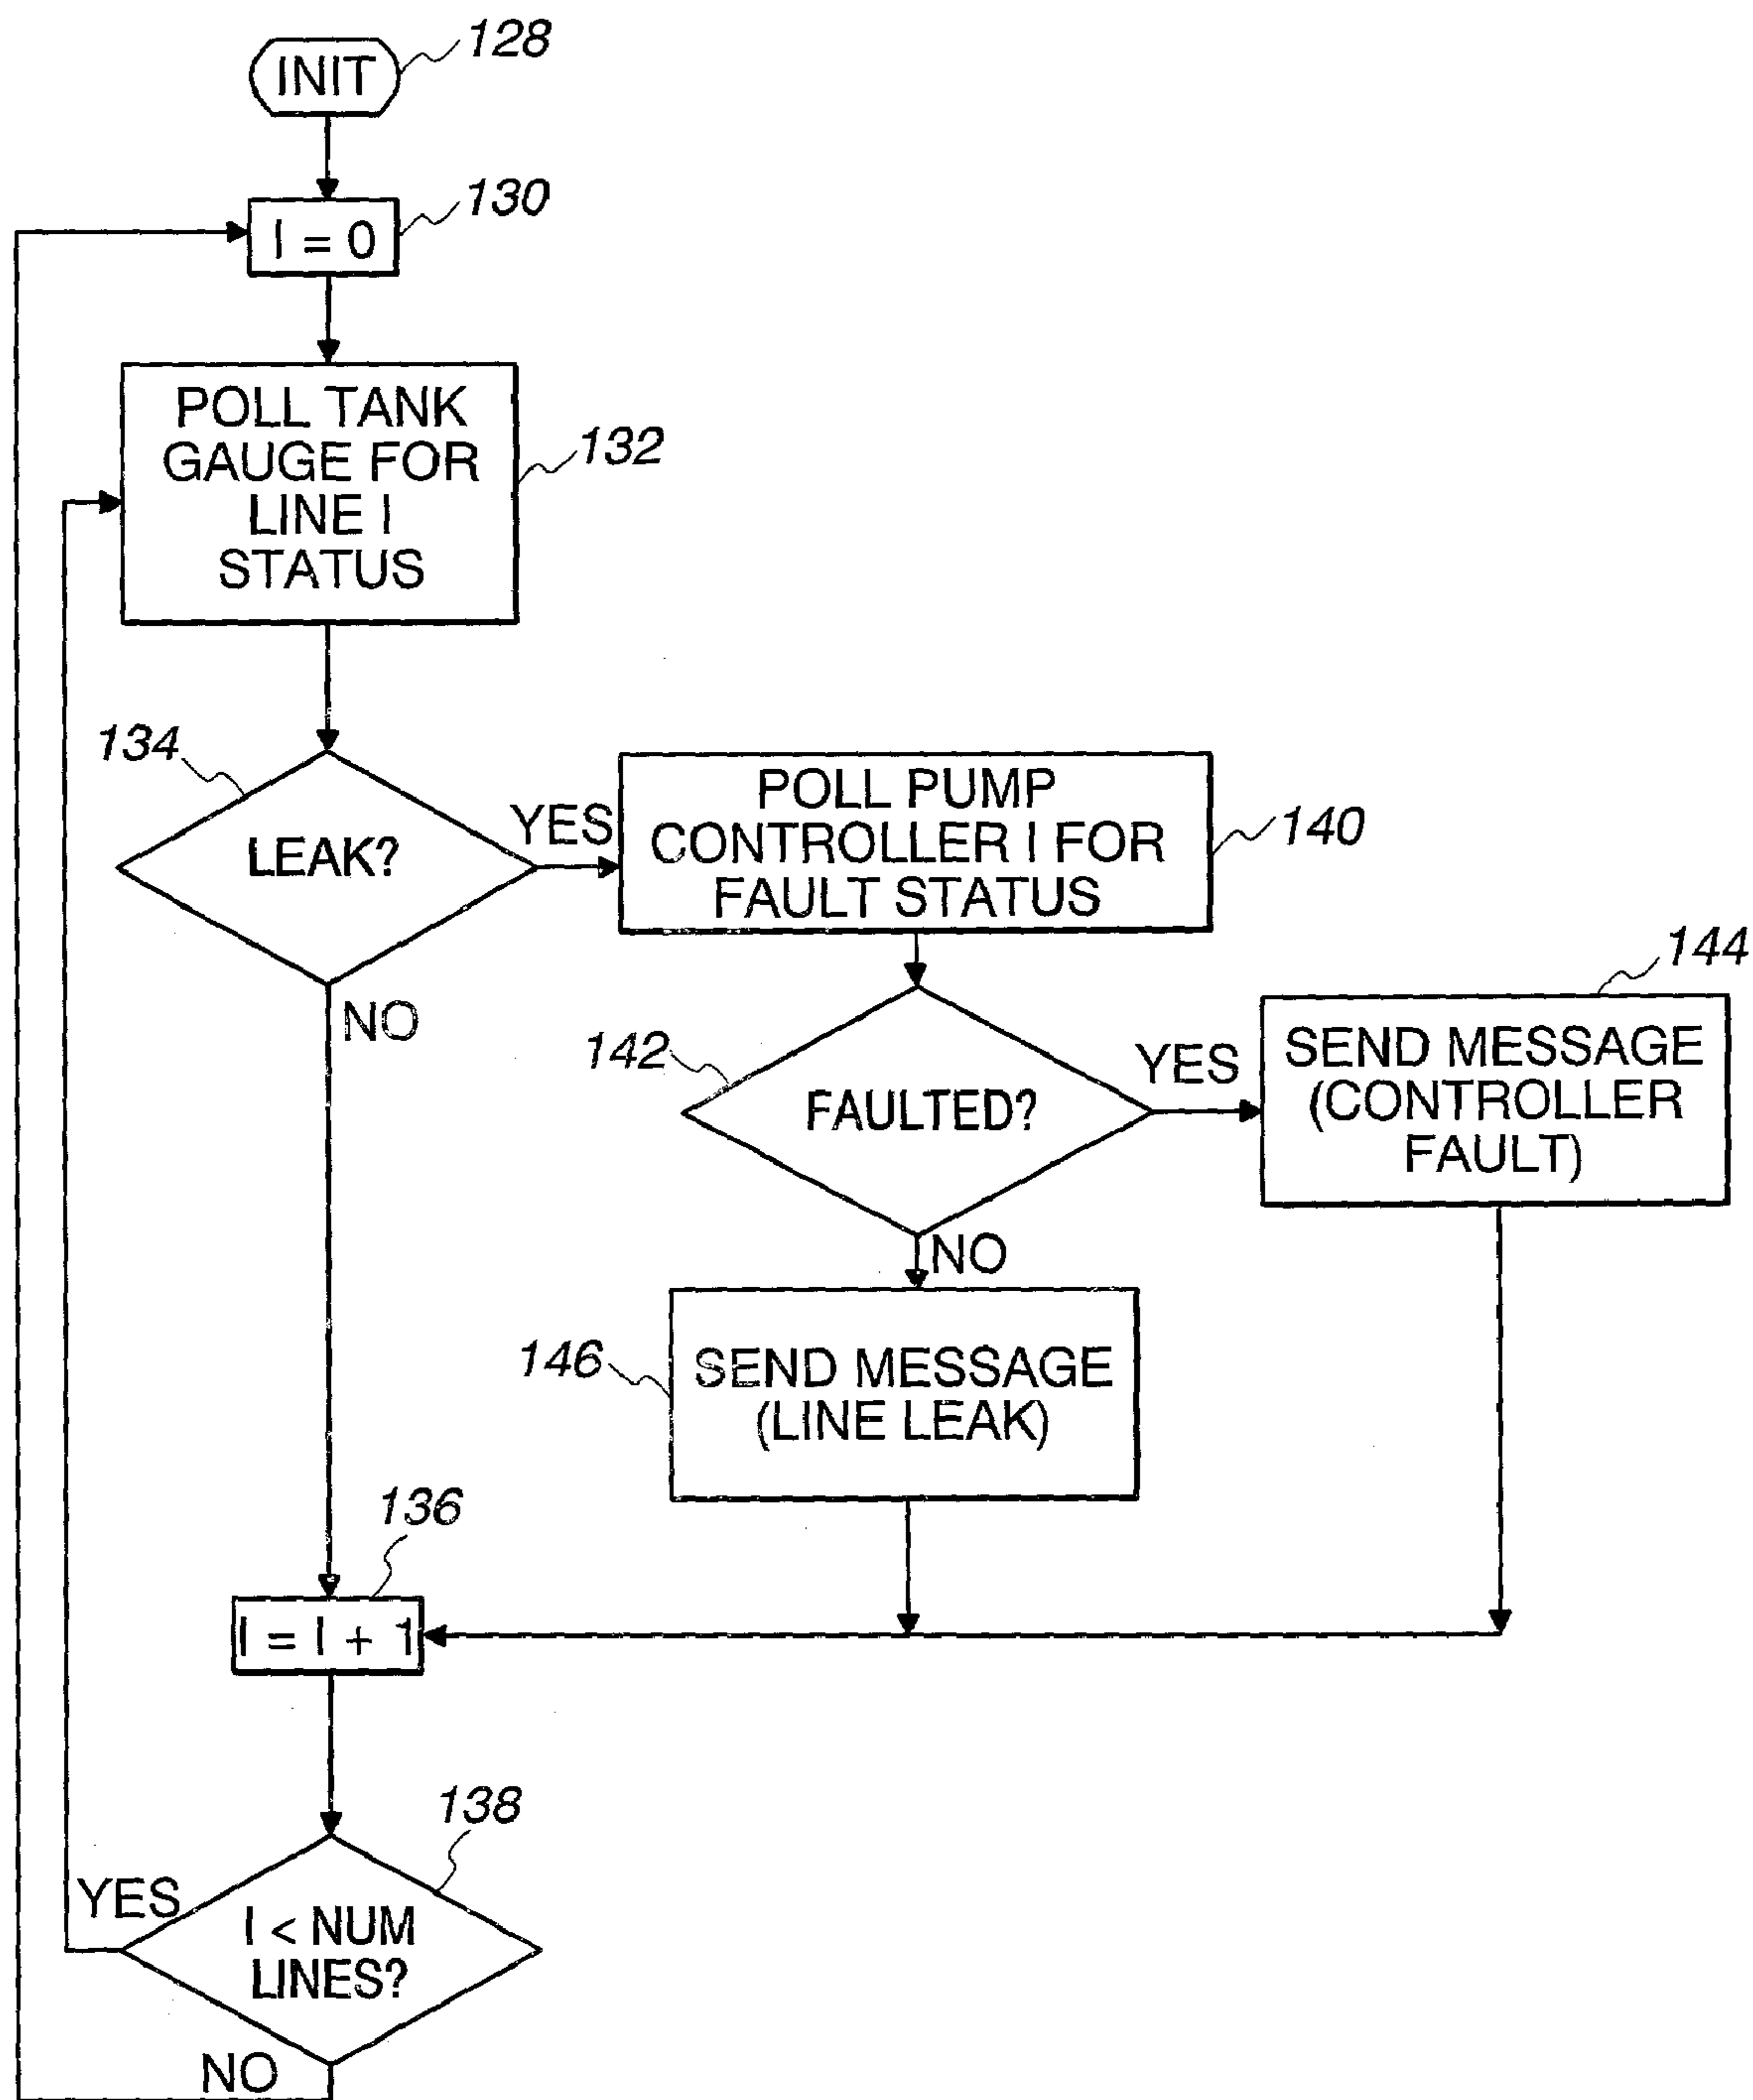 128
INIT
130
I = 0
POLL TANK
GAUGE FOR
LINE I
STATUS
132
134
LEAK?
YES
NO
POLL PUMP
CONTROLLER I FOR
FAULT STATUS
140
142
FAULTED?
YES
NO
144
SEND MESSAGE
(CONTROLLER
FAULT)
146
SEND MESSAGE
(LINE LEAK)
136
I = I + 1
138
I < NUM
LINES?
YES
NO